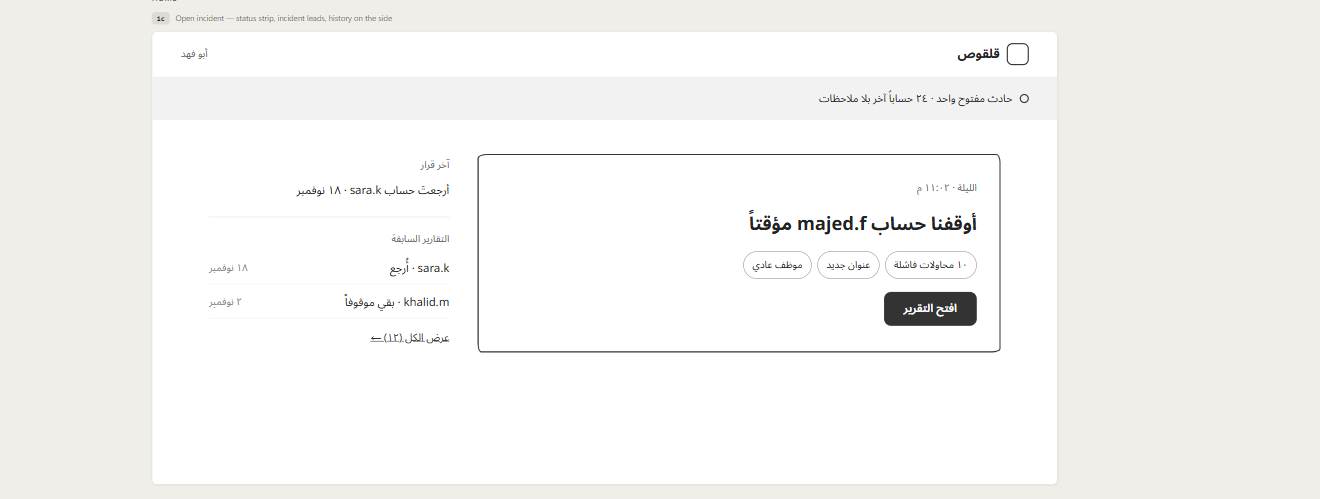 1c Open incident — status strip, incident leads, history on the side
قلقوص
أبو فهد
حادث مفتوح واحد · ٢٤ حساباً آخر بلا ملاحظات
الليلة · ١١:٠٢ م
أوقفنا حساب majed.f مؤقتاً
١٠ محاولات فاشلة
عنوان جديد
موظف عادي
افتح التقرير
آخر قرار
أرجعتَ حساب sara.k · ١٨ نوفمبر
التقارير السابقة
sara.k · أُرجع
١٨ نوفمبر
khalid.m · بقي موقوفاً
٢ نوفمبر
عرض الكل (١٢) ←